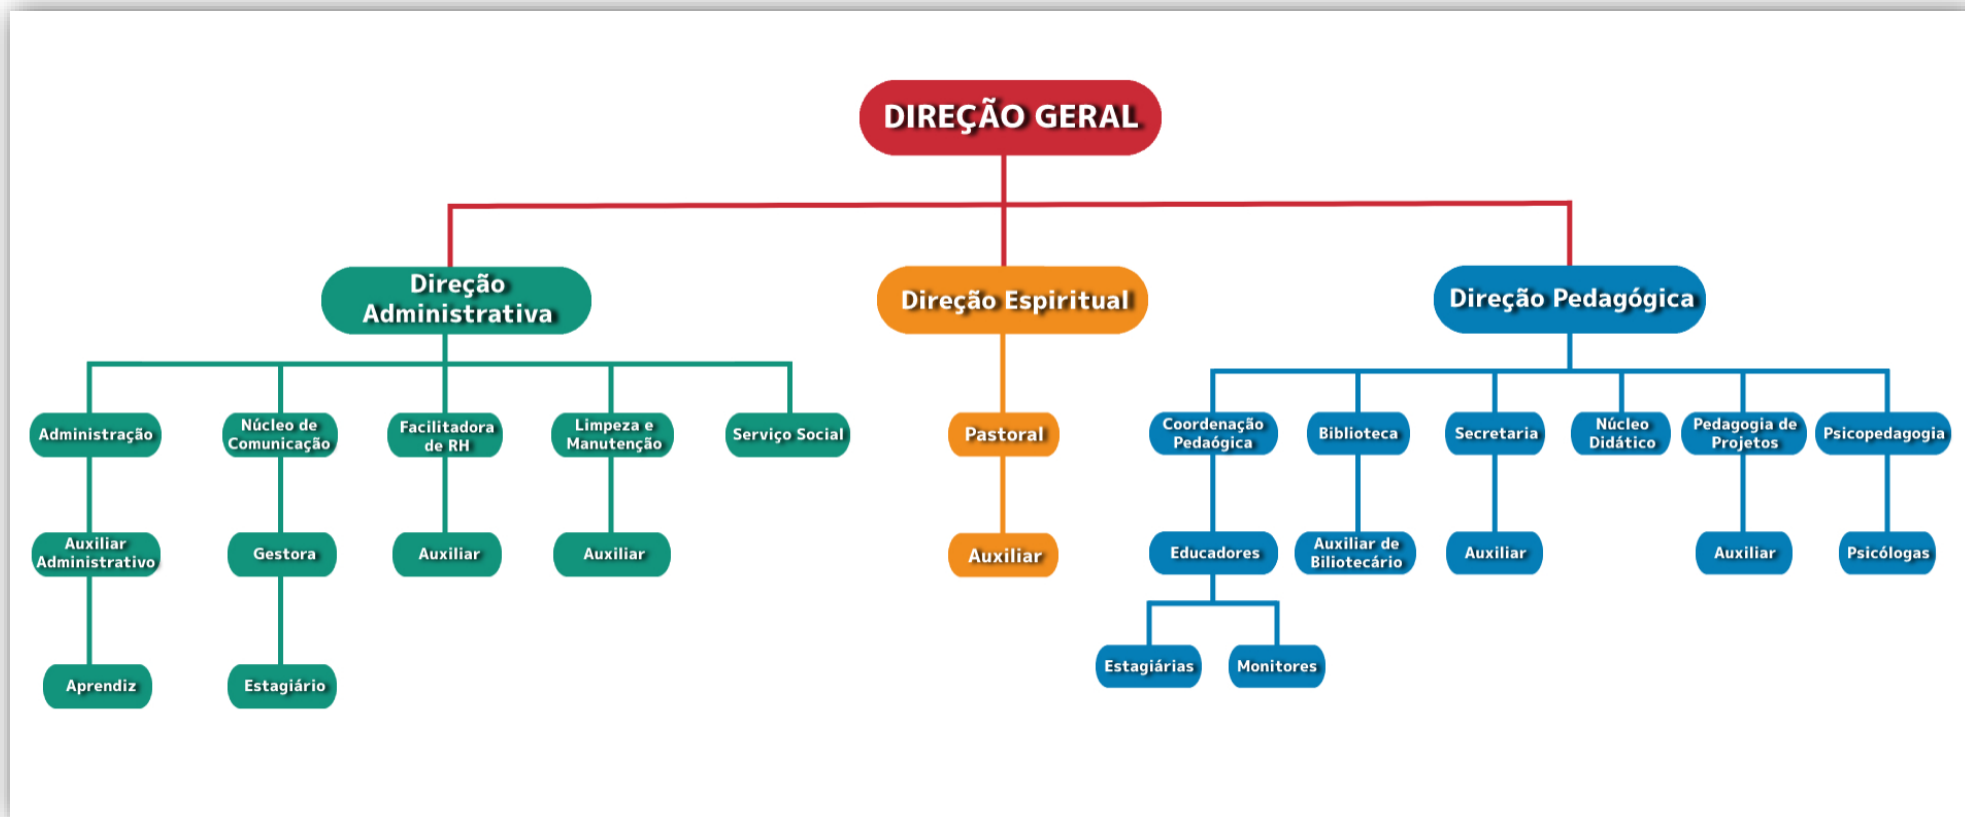 DIREÇÃO GERAL
Direção
Administrativa
Direção Espiritual
Direção Pedagógica
Administração
Núcleo de
Comunicação
Facilitadora
de RH
Limpeza e
Manutenção
Serviço Social
Pastoral
Coordenação
Pedaógica
Biblioteca
Secretaria
Núcleo
Didático
Pedagogia de
Projetos
Psicopedagogia
Auxiliar
Administrativo
Gestora
Auxiliar
Auxiliar
Auxiliar
Educadores
Auxiliar de
Biliotecário
Auxiliar
Auxiliar
Psicólogas
Aprendiz
Estagiário
Estagiárias
Monitores